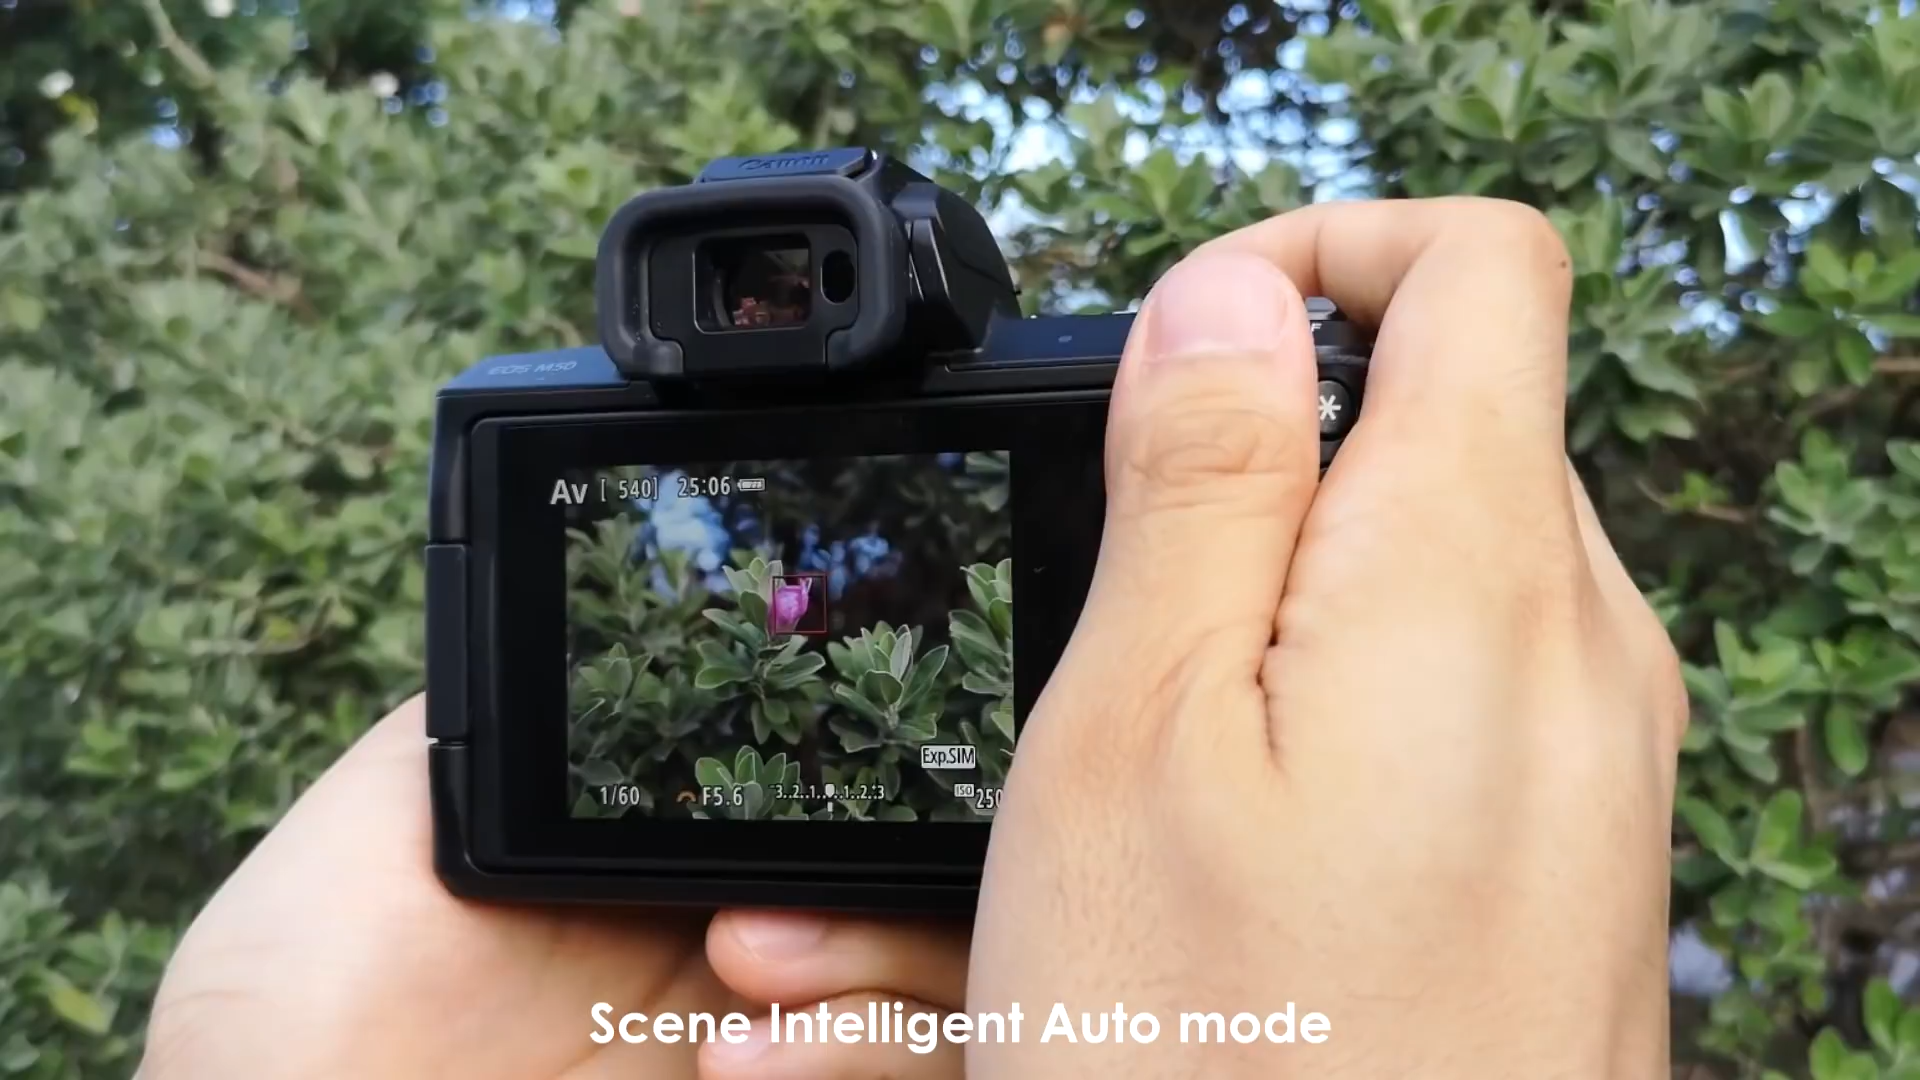 Canon
EOS M50
F
*
Av [ 540] 25:06
Exp.SIM
1/60 F5.6 -3..2..1..0..1..2.:3 ISO 250
Scene Intelligent Auto mode